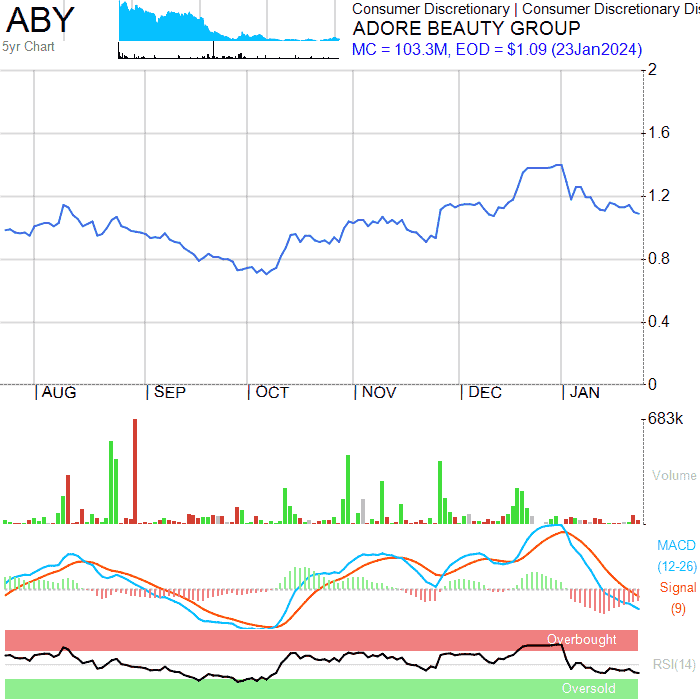 ABY
5yr Chart
Consumer Discretionary | Consumer Discretionary Dis
ADORE BEAUTY GROUP
MC = 103.3M, EOD = $1.09 (23Jan2024)
2
1.6
1.2
0.8
0.4
0
|AUG |SEP |OCT |NOV |DEC |JAN
683k
Volume
MACD
(12-26)
Signal
(9)
Overbought
RSI(14)
Oversold